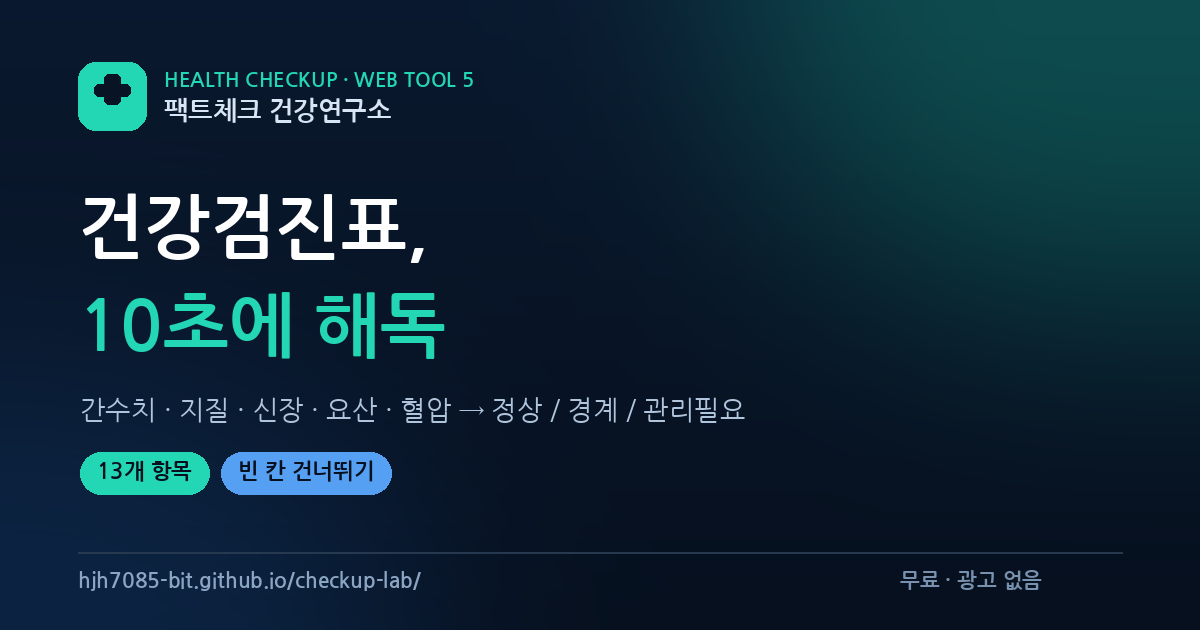 HEALTH CHECKUP · WEB TOOL 5
팩트체크 건강연구소
건강검진표,
10초에 해독
간수치 · 지질 · 신장 · 요산 · 혈압 → 정상 / 경계 / 관리필요
13개 항목
빈 칸 건너뛰기
hjh7085-bit.github.io/checkup-lab/
무료 · 광고 없음